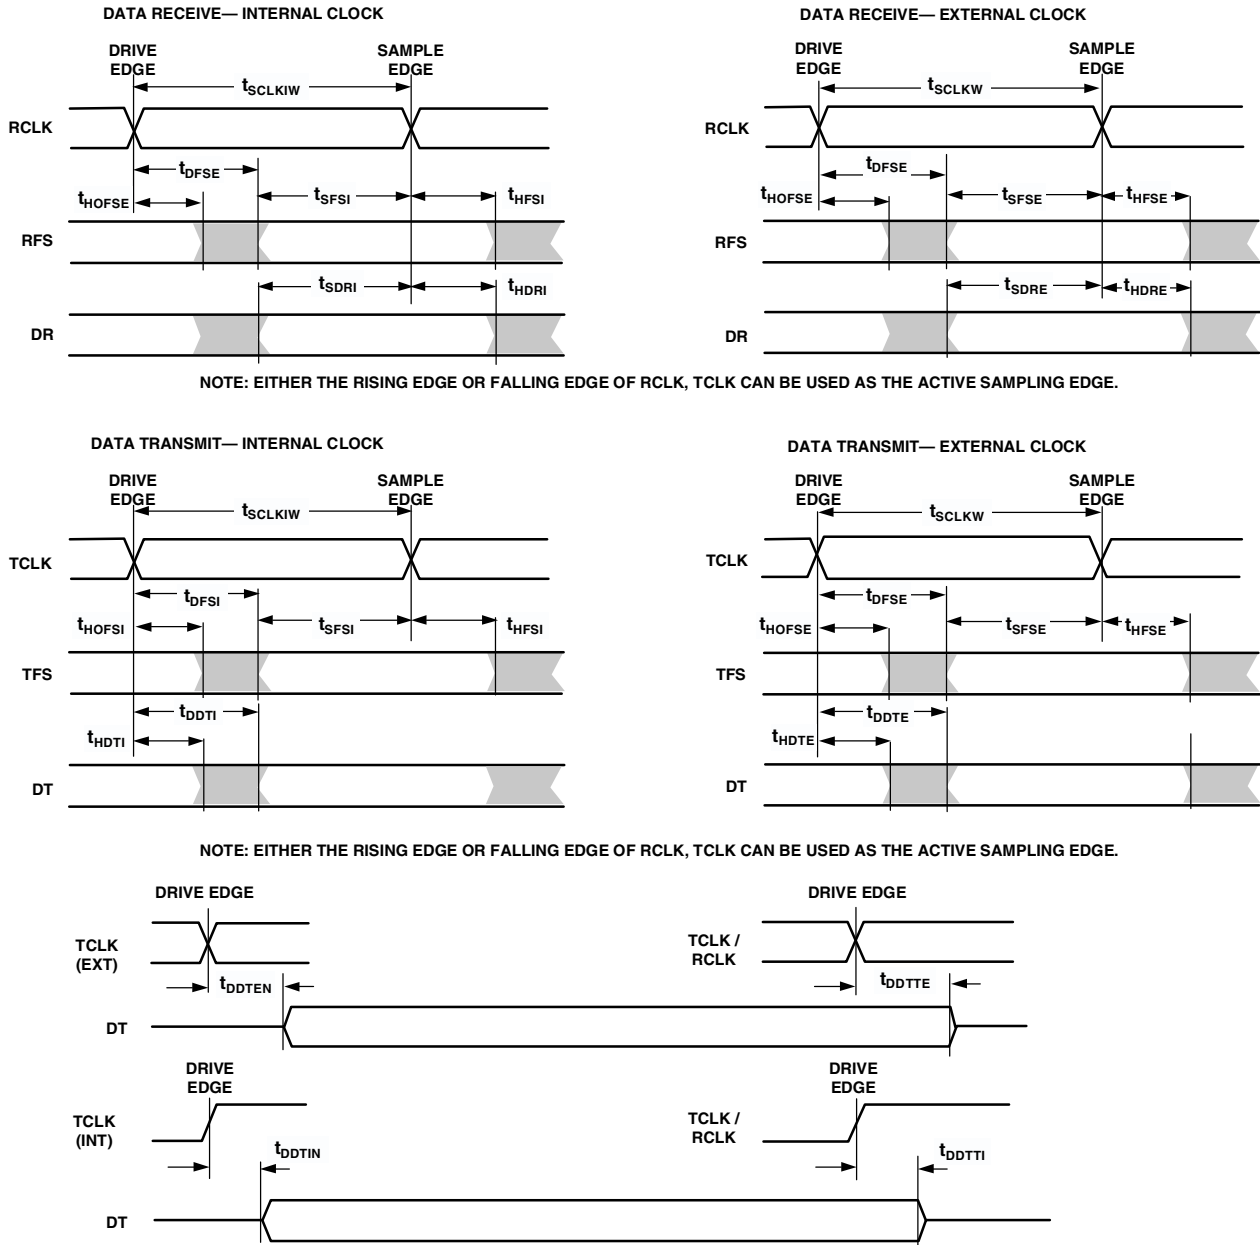 DATA RECEIVE— INTERNAL CLOCK
DRIVE
EDGE
SAMPLE
EDGE
tSCLKIW
RCLK
tDFSE
tHOFSE
tSFSI
tHFSI
RFS
tSDRI
tHDRI
DR
DATA RECEIVE— EXTERNAL CLOCK
DRIVE
EDGE
SAMPLE
EDGE
tSCLKW
RCLK
tDFSE
tHOFSE
tSFSE
tHFSE
RFS
tSDRE
tHDRE
DR
NOTE: EITHER THE RISING EDGE OR FALLING EDGE OF RCLK, TCLK CAN BE USED AS THE ACTIVE SAMPLING EDGE.
DATA TRANSMIT— INTERNAL CLOCK
DRIVE
EDGE
SAMPLE
EDGE
tSCLKIW
TCLK
tDFSI
tHOFSI
tSFSI
tHFSI
TFS
tDDTI
tHDTI
DT
DATA TRANSMIT— EXTERNAL CLOCK
DRIVE
EDGE
SAMPLE
EDGE
tSCLKW
TCLK
tDFSE
tHOFSE
tSFSE
tHFSE
TFS
tDDTE
tHDTE
DT
NOTE: EITHER THE RISING EDGE OR FALLING EDGE OF RCLK, TCLK CAN BE USED AS THE ACTIVE SAMPLING EDGE.
DRIVE EDGE
TCLK
(EXT)
tDDTEN
DRIVE EDGE
TCLK /
RCLK
tDDTTE
DT
DRIVE
EDGE
TCLK
(INT)
tDDTIN
DRIVE
EDGE
TCLK /
RCLK
tDDTTI
DT